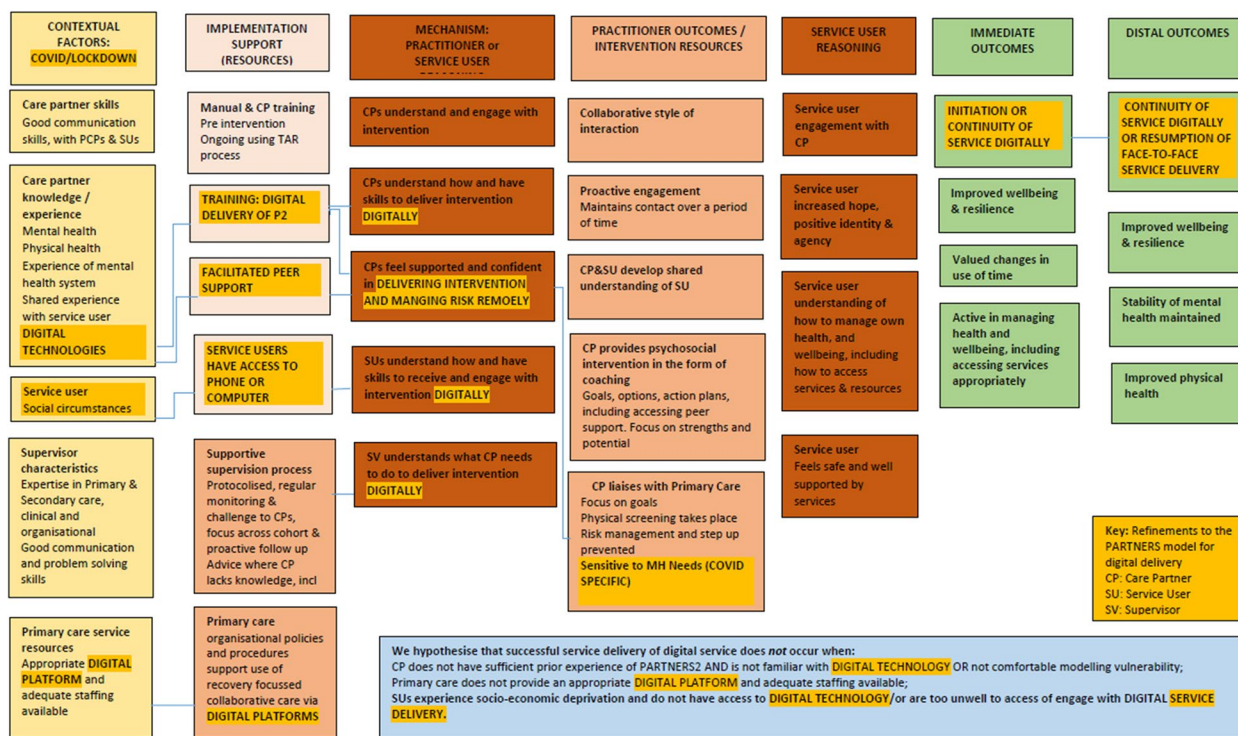 CONTEXTUAL
FACTORS:
COVID/LOCKDOWN
Care partner skills
Good communication
skills, with PCPs & SUs
Care partner
knowledge /
experience
Mental health
Physical health
Experience of mental
health system
Shared experience
with service user
DIGITAL
TECHNOLOGIES
Service user
Social circumstances
Supervisor
characteristics
Expertise in Primary &
Secondary care,
clinical and
organisational
Good communication
and problem solving
skills
Primary care service
resources
Appropriate DIGITAL
PLATFORM and
adequate staffing
available
IMPLEMENTATION
SUPPORT
(RESOURCES)
Manual & CP training
Pre intervention
Ongoing using TAR
process
TRAINING: DIGITAL
DELIVERY OF P2
FACILITATED PEER
SUPPORT
SERVICE USERS
HAVE ACCESS TO
PHONE OR
COMPUTER
Supportive
supervision process
Protocolised, regular
monitoring &
challenge to CPs,
focus across cohort &
proactive follow up
Advice where CP
lacks knowledge, incl
Primary care
organisational policies
and procedures
support use of
recovery focussed
collaborative care via
DIGITAL PLATFORMS
MECHANISM:
PRACTITIONER or
SERVICE USER
CPs understand and engage with
intervention
CPs understand how and have
skills to deliver intervention
DIGITALLY
CPs feel supported and confident
in DELIVERING INTERVENTION
AND MANGING RISK REMOELY
SUs understand how and have
skills to receive and engage with
intervention DIGITALLY
SV understands what CP needs
to do to deliver intervention
DIGITALLY
PRACTITIONER OUTCOMES /
INTERVENTION RESOURCES
Collaborative style of
interaction
Proactive engagement
Maintains contact over a period
of time
CP&SU develop shared
understanding of SU
CP provides psychosocial
intervention in the form of
coaching
Goals, options, action plans,
including accessing peer
support. Focus on strengths and
potential
CP liaises with Primary Care
Focus on goals
Physical screening takes place
Risk management and step up
prevented
Sensitive to MH Needs (COVID
SPECIFIC)
SERVICE USER
REASONING
Service user
engagement with
CP
Service user
increased hope,
positive identity &
agency
Service user
understanding of
how to manage own
health, and
wellbeing, including
how to access
services & resources
Service user
Feels safe and well
supported by
services
IMMEDIATE
OUTCOMES
INITIATION OR
CONTINUITY OF
SERVICE DIGITALLY
Improved wellbeing
& resilience
Valued changes in
use of time
Active in managing
health and
wellbeing, including
accessing services
appropriately
DISTAL OUTCOMES
CONTINUITY OF
SERVICE DIGITALLY
OR RESUMPTION OF
FACE-TO-FACE
SERVICE DELIVERY
Improved wellbeing
& resilience
Stability of mental
health maintained
Improved physical
health
Key: Refinements to the
PARTNERS model for
digital delivery
CP: Care Partner
SU: Service User
SV: Supervisor
We hypothesise that successful service delivery of digital service does not occur when:
CP does not have sufficient prior experience of PARTNERS2 AND is not familiar with DIGITAL TECHNOLOGY OR not comfortable modelling vulnerability;
Primary care does not provide an appropriate DIGITAL PLATFORM and adequate staffing available;
SUs experience socio-economic deprivation and do not have access to DIGITAL TECHNOLOGY/or are too unwell to access of engage with DIGITAL SERVICE
DELIVERY.